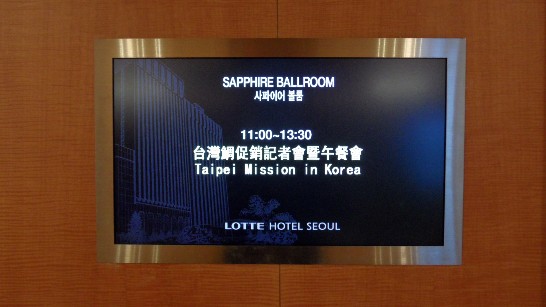 SAPPHIRE BALLROOM
사파이어 볼룸
11:00~13:30
台灣鯛促銷記者會暨午餐會
Taipei Mission in Korea
LOTTE HOTEL SEOUL